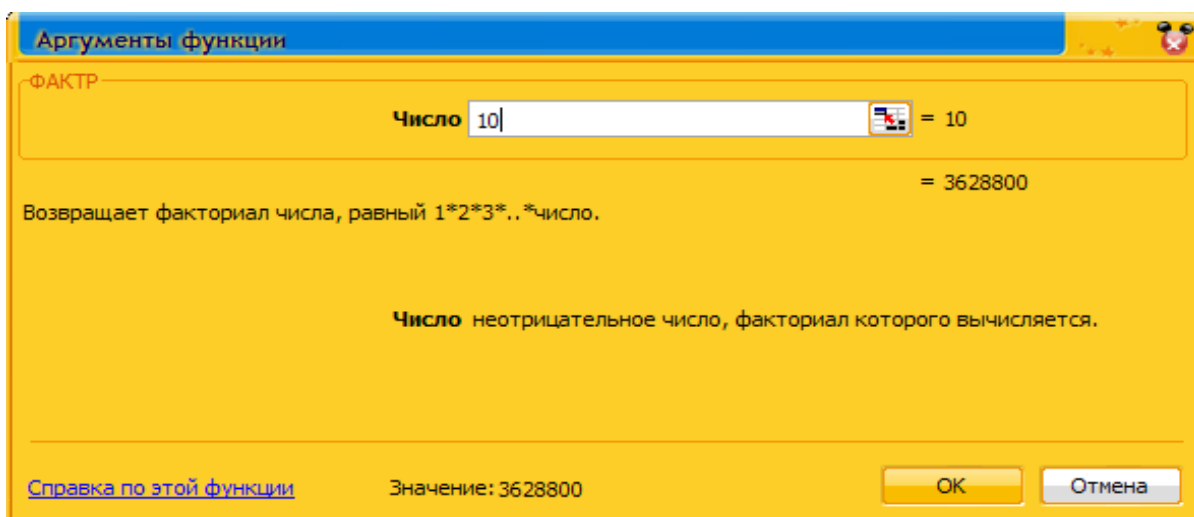 Аргументы функции
ФАКТР
Число 10 = 10
= 3628800
Возвращает факториал числа, равный 1*2*3*..*число.
Число неотрицательное число, факториал которого вычисляется.
Справка по этой функции Значение: 3628800 OK Отмена